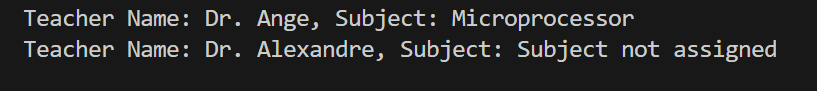 Teacher Name: Dr. Ange, Subject: Microprocessor
Teacher Name: Dr. Alexandre, Subject: Subject not assigned